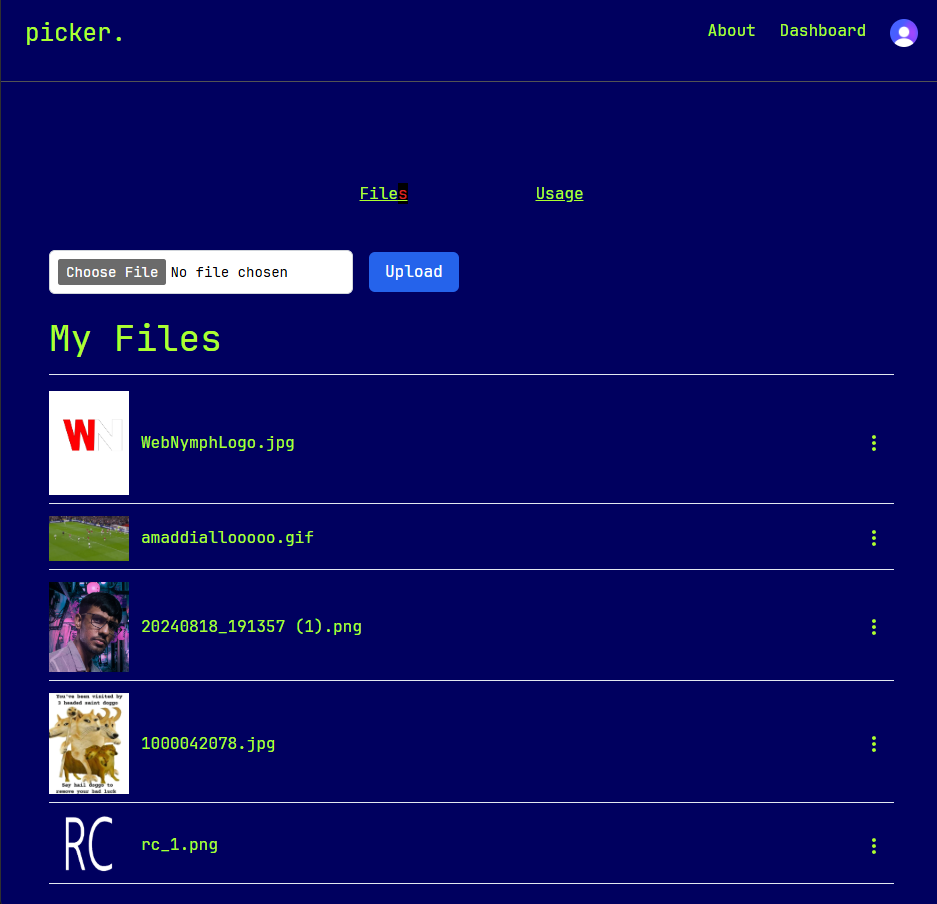 picker.
About Dashboard
Files Usage
Choose File No file chosen Upload
My Files
WN
WebNymphLogo.jpg
amaddiallooooo.gif
20240818_191357 (1).png
You've been visited by
3 headed saint doggo
Say hail doggo to
remove your bad luck
1000042078.jpg
RC
rc_1.png